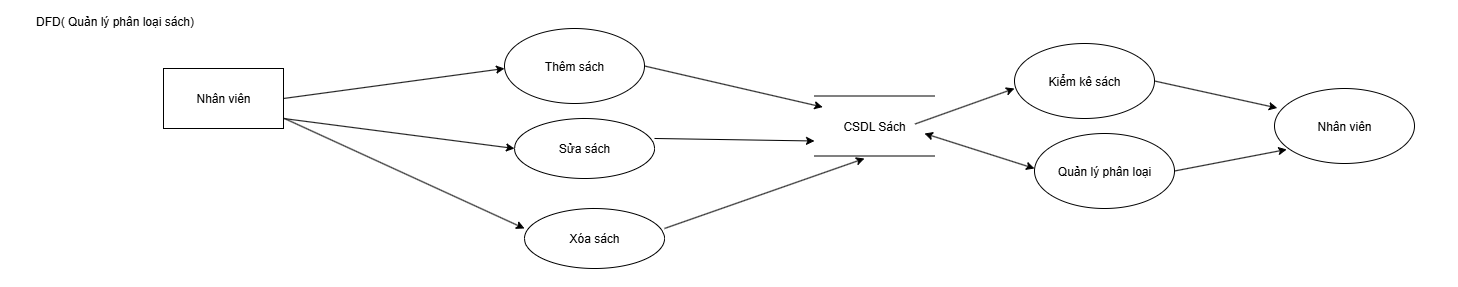 DFD( Quản lý phân loại sách)
Nhân viên
Thêm sách
Sửa sách
Xóa sách
CSDL Sách
Kiểm kê sách
Quản lý phân loại
Nhân viên